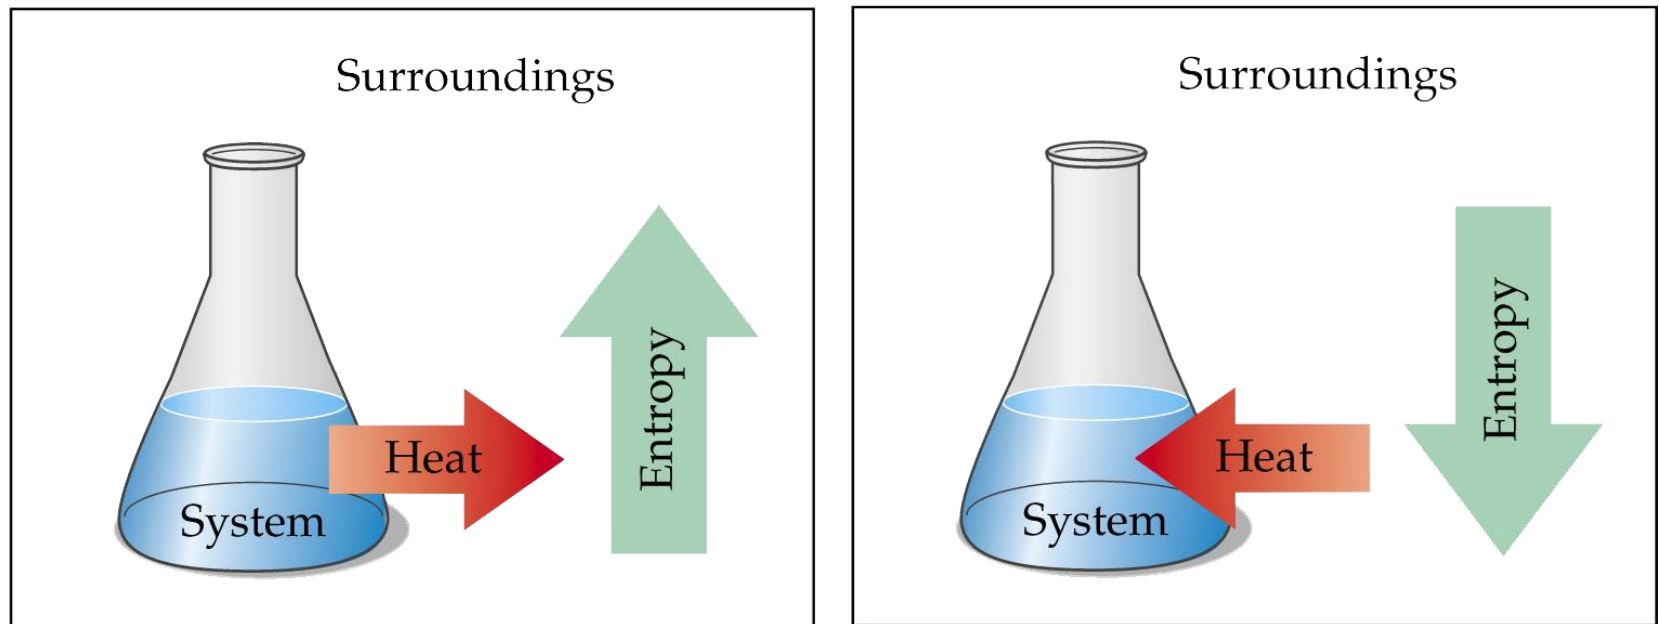 Surroundings
Entropy
Heat
System
Surroundings
Entropy
Heat
System